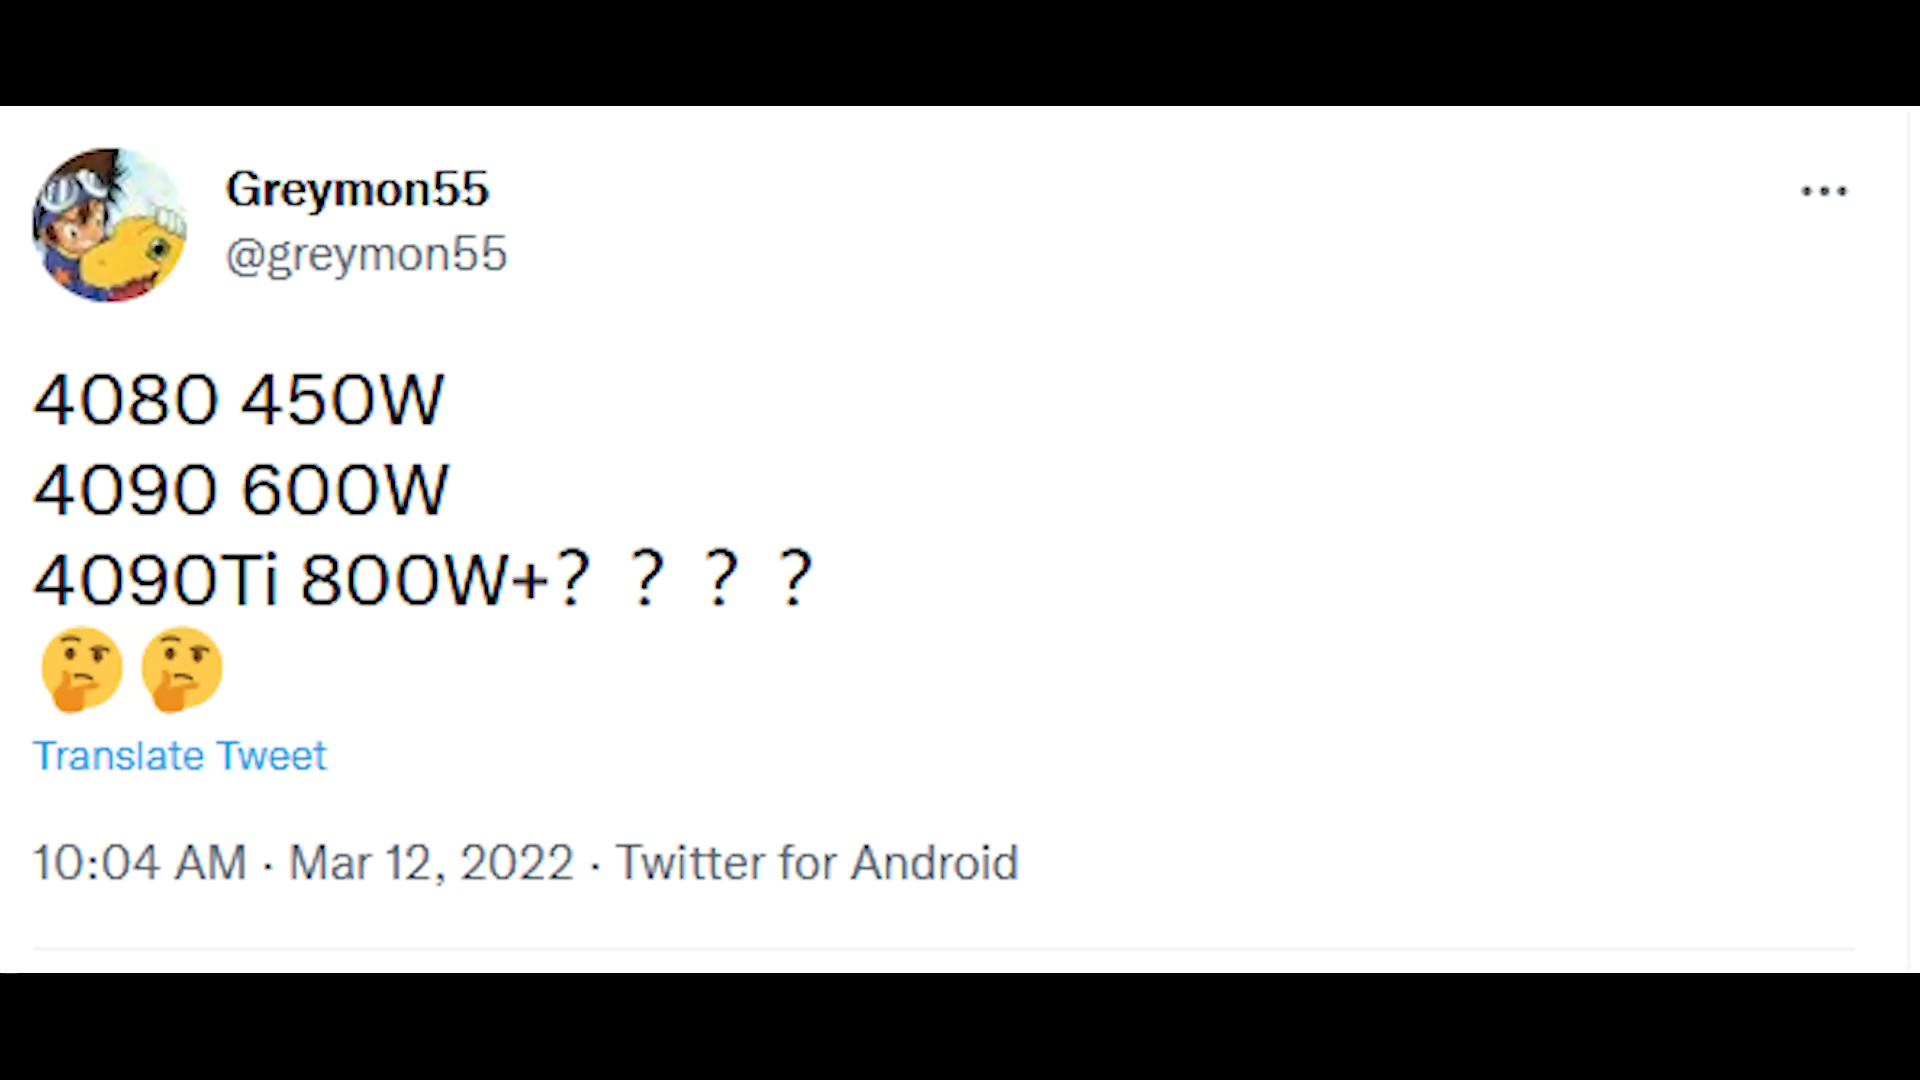 Greymon55
@greymon55
4080 450W
4090 600W
4090Ti 800W+？？？？
🤔🤔
Translate Tweet
10:04 AM · Mar 12, 2022 · Twitter for Android